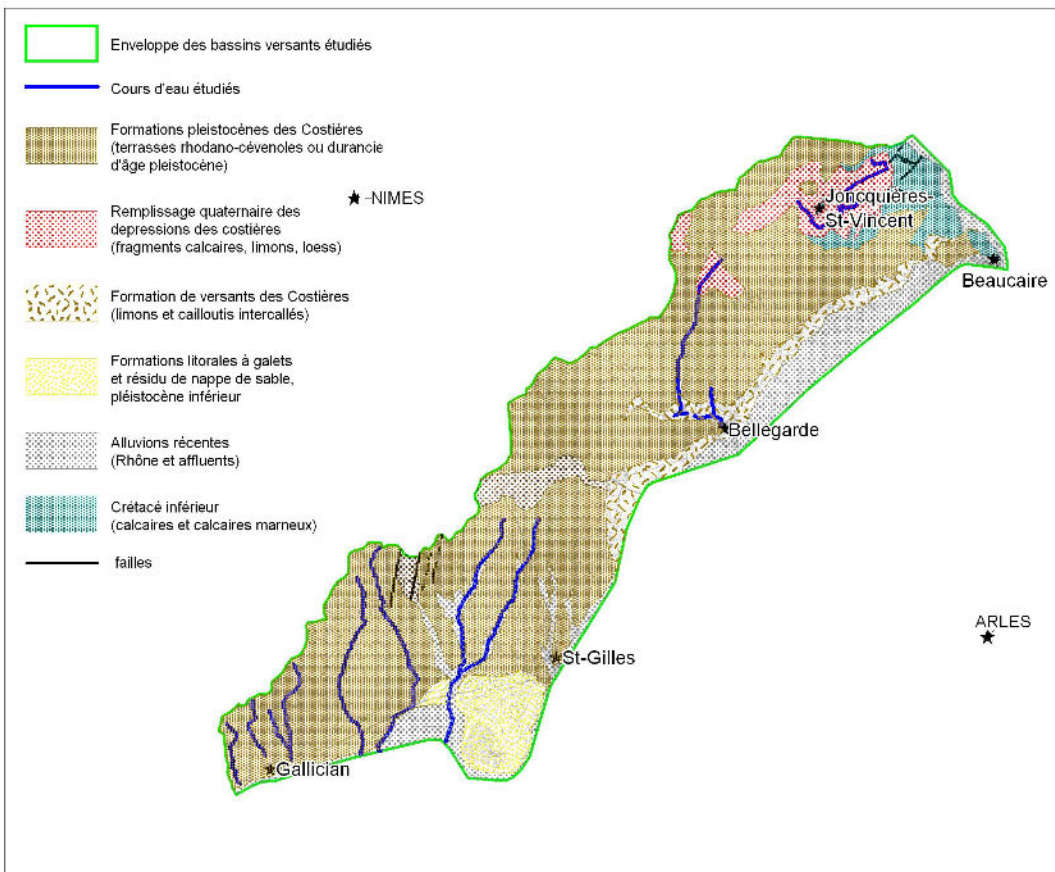 Enveloppe des bassins versants étudiés
Cours d'eau étudiés
Formations pleistocènes des Costières
(terrasses rhodano-cévenoles ou durancie
d'âge pleistocène)
Remplissage quaternaire des
depressions des costières
(fragments calcaires, limons, loess)
Formation de versants des Costières
(limons et cailloutis intercallés)
Formations litorales à galets
et résidu de nappe de sable,
pléistocène inférieur
Alluvions récentes
(Rhône et affluents)
Crétacé inférieur
(calcaires et calcaires marneux)
failles
-NIMES
Joncquières-
St-Vincent
Beaucaire
Bellegarde
ARLES
St-Gilles
Gallician